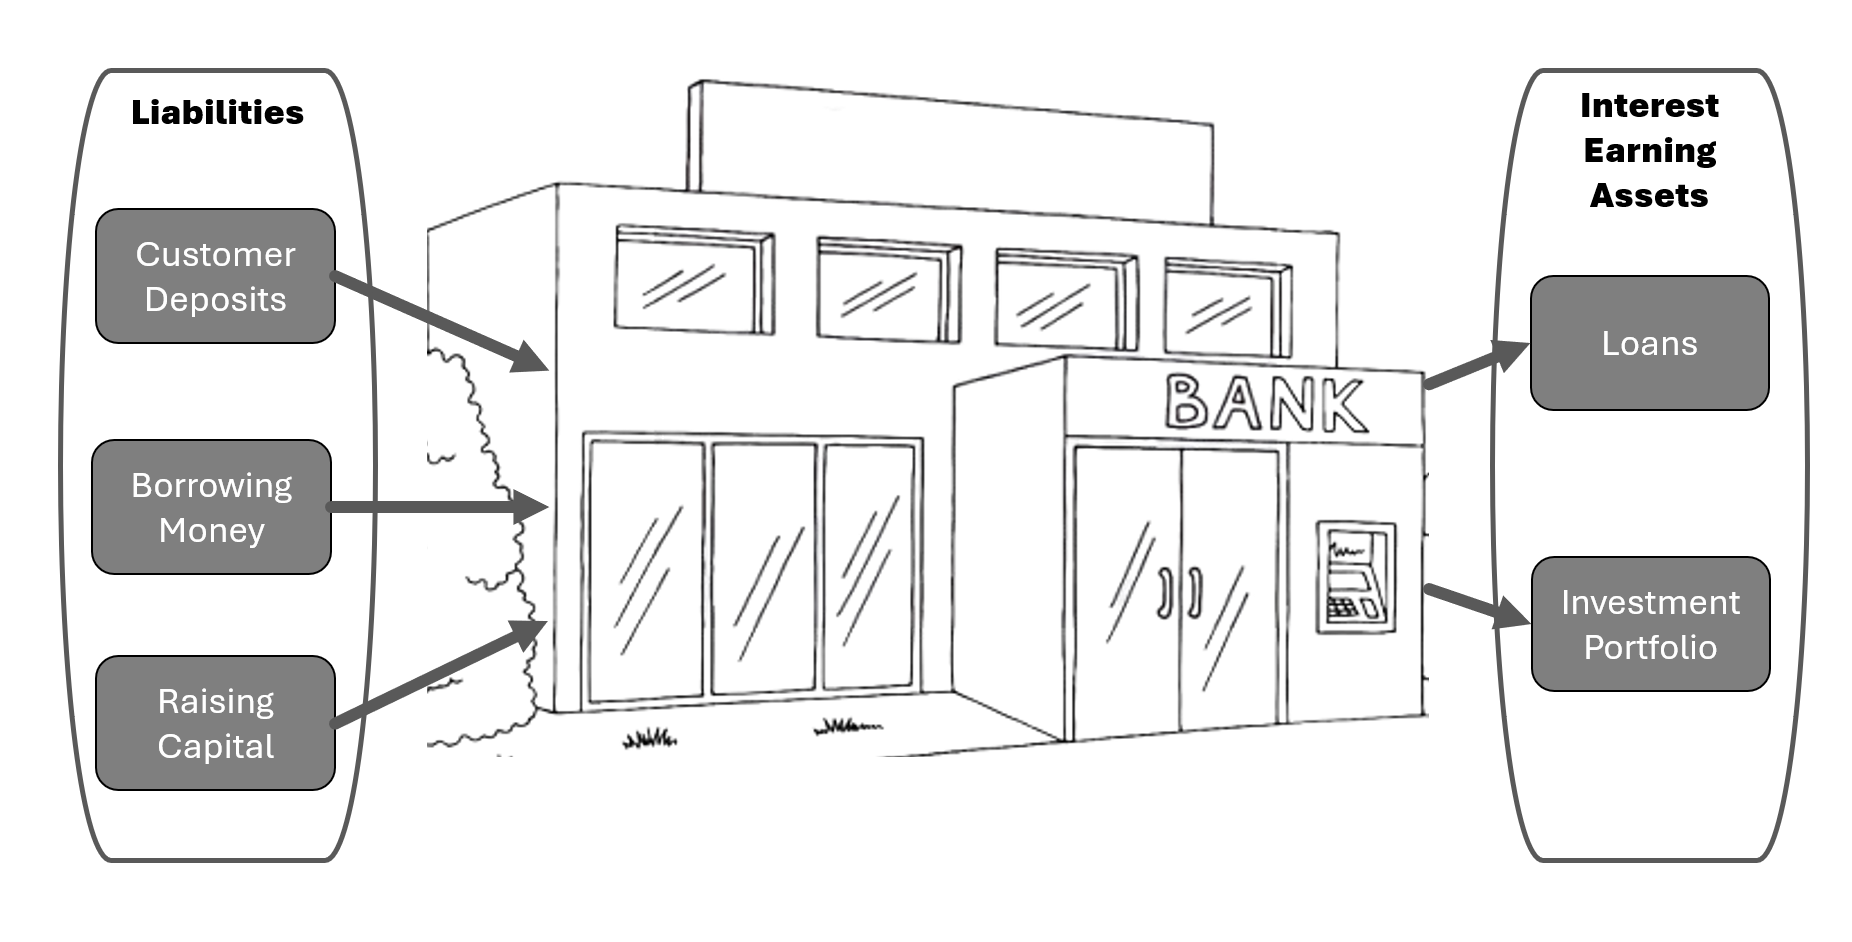 Liabilities
Customer
Deposits
Borrowing
Money
Raising
Capital
BANK
Interest
Earning
Assets
Loans
Investment
Portfolio